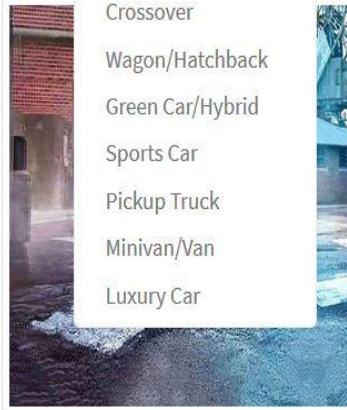 Crossover
Wagon/Hatchback
Green Car/Hybrid
Sports Car
Pickup Truck
Minivan/Van
Luxury Car